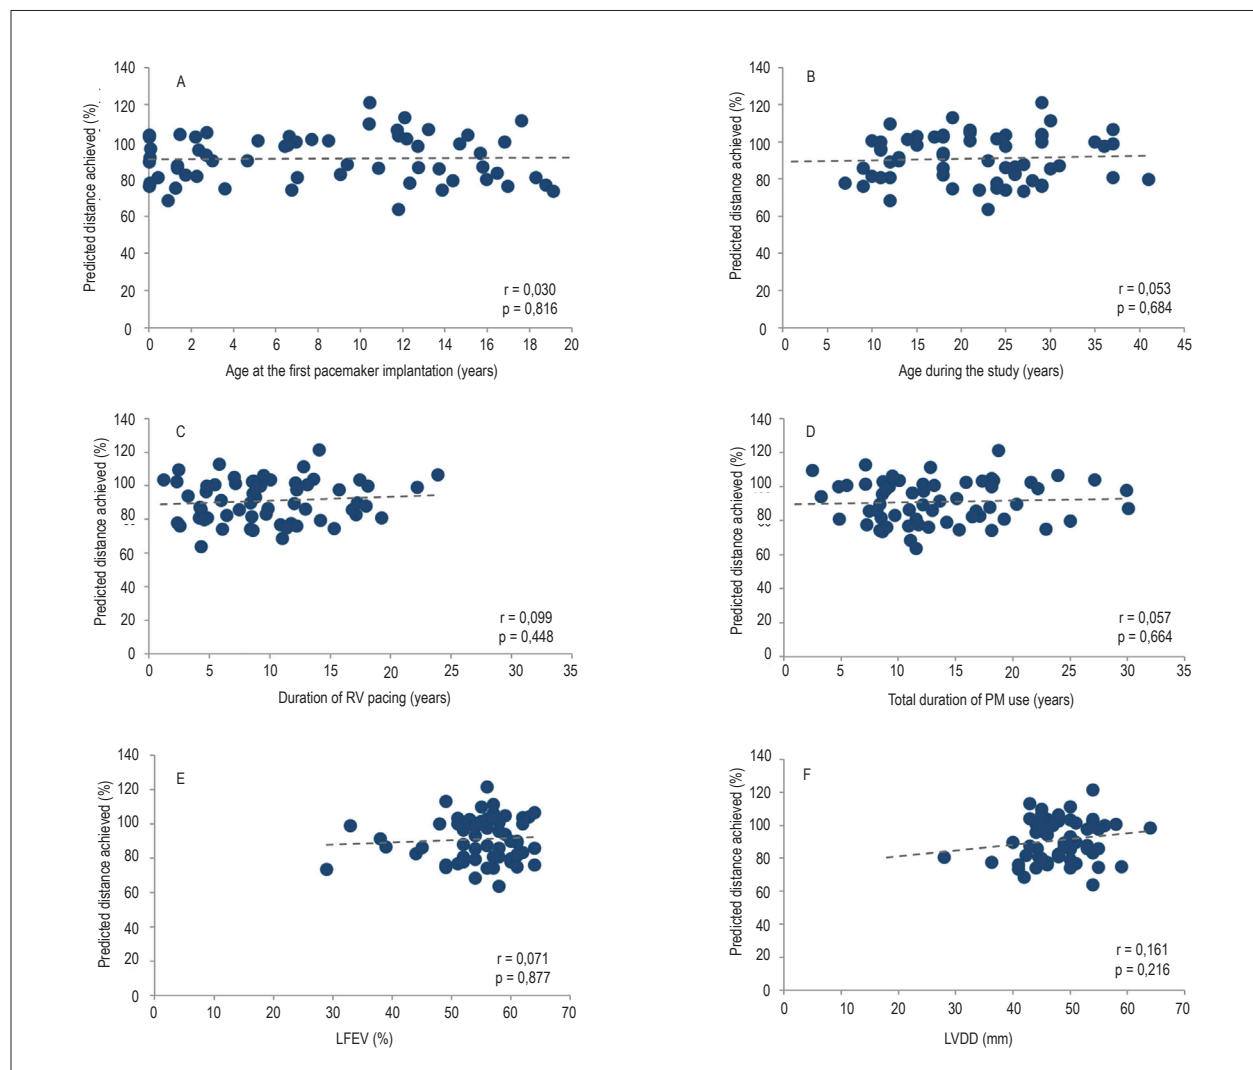 A
Predicted distance achieved (%)
140
120
100
80
60
40
20
0
0 2 4 6 8 10 12 14 16 18 20
r = 0,030
p = 0,816
Age at the first pacemaker implantation (years)
B
Predicted distance achieved (%)
140
120
100
80
60
40
20
0
0 5 10 15 20 25 30 35 40 45
r = 0,053
p = 0,684
Age during the study (years)
C
Predicted distance achieved (%)
140
120
100
80
60
40
20
0
0 5 10 15 20 25 30 35
r = 0,099
p = 0,448
Duration of RV pacing (years)
D
Predicted distance achieved (%)
140
120
100
80
60
40
20
0
0 5 10 15 20 25 30 35
r = 0,057
p = 0,664
Total duration of PM use (years)
E
Predicted distance achieved (%)
140
120
100
80
60
40
20
0
0 10 20 30 40 50 60 70
r = 0,071
p = 0,877
LFEV (%)
F
Predicted distance achieved (%)
140
120
100
80
60
40
20
0
0 10 20 30 40 50 60 70
r = 0,161
p = 0,216
LVDD (mm)